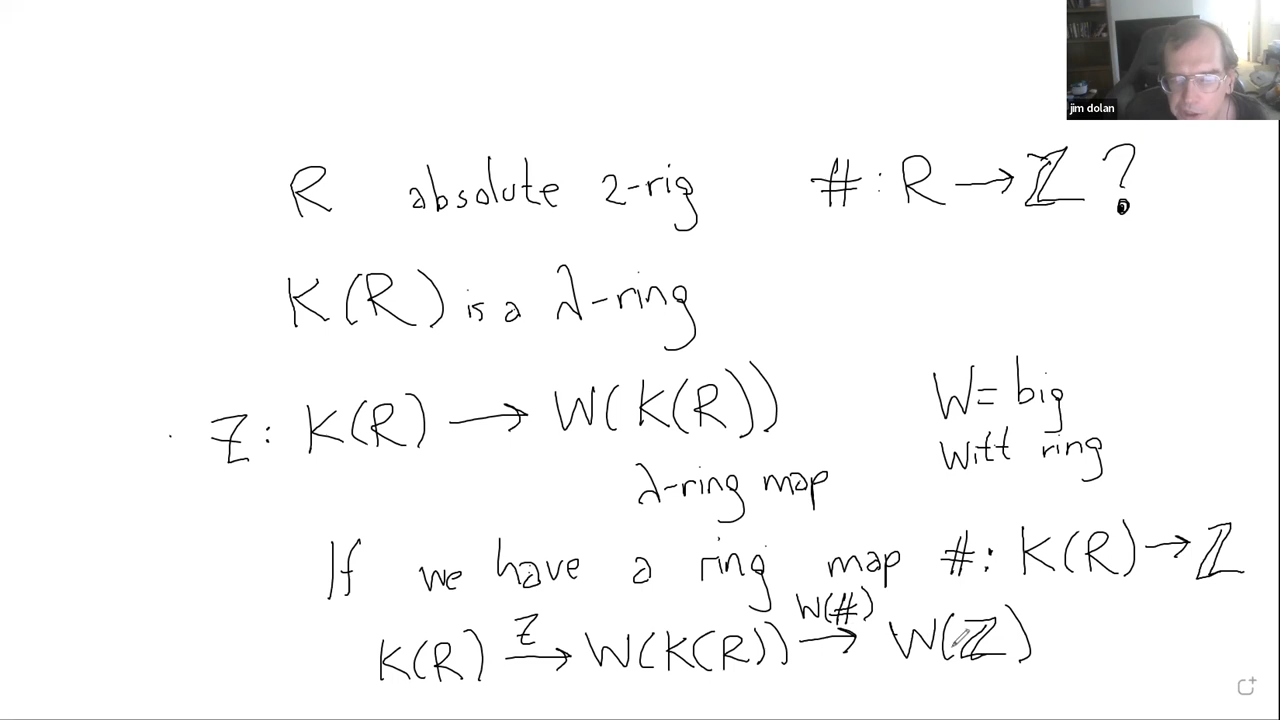 jim dolan
R absolute 2-rig #: R → ℤ ?
K(R) is a λ-ring
Z: K(R) → W(K(R))
W = big
Witt ring
λ-ring map
If we have a ring map #: K(R) → ℤ
K(R) Z→ W(K(R)) W(#)→ W(ℤ)